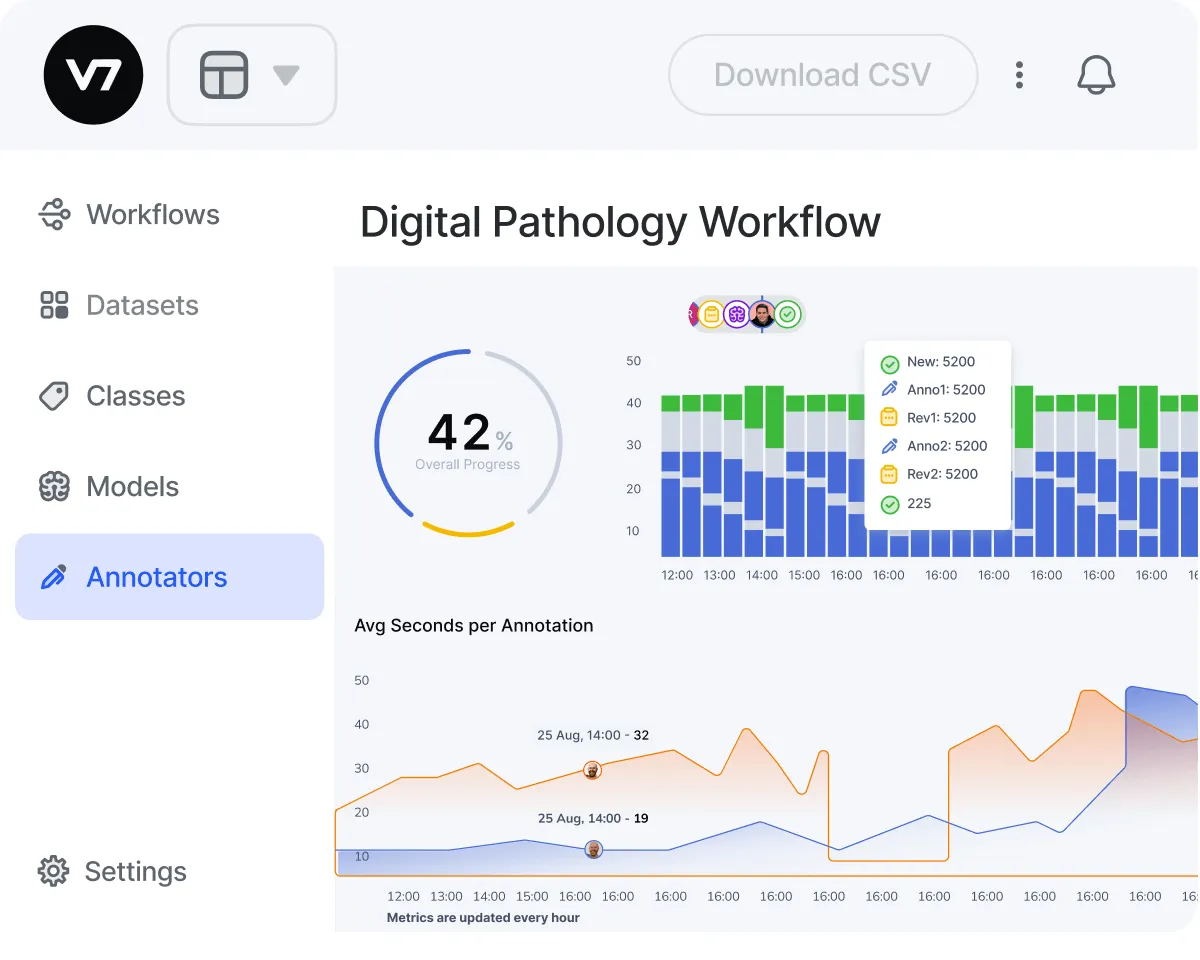 V7
Download CSV
Workflows
Datasets
Classes
Models
Annotators
Settings
Digital Pathology Workflow
42%
Overall Progress
50
40
30
20
10
New: 5200
Anno1: 5200
Rev1: 5200
Anno2: 5200
Rev2: 5200
225
12:00 13:00 14:00 15:00 16:00 16:00 16:00 16:00 16:00 16:00 16:00
Avg Seconds per Annotation
50
40
30
20
10
25 Aug, 14:00 - 32
25 Aug, 14:00 - 19
12:00 13:00 14:00 15:00 16:00 16:00 16:00 16:00 16:00 16:00 16:00 16:00 16:00 16:00 16:00
Metrics are updated every hour